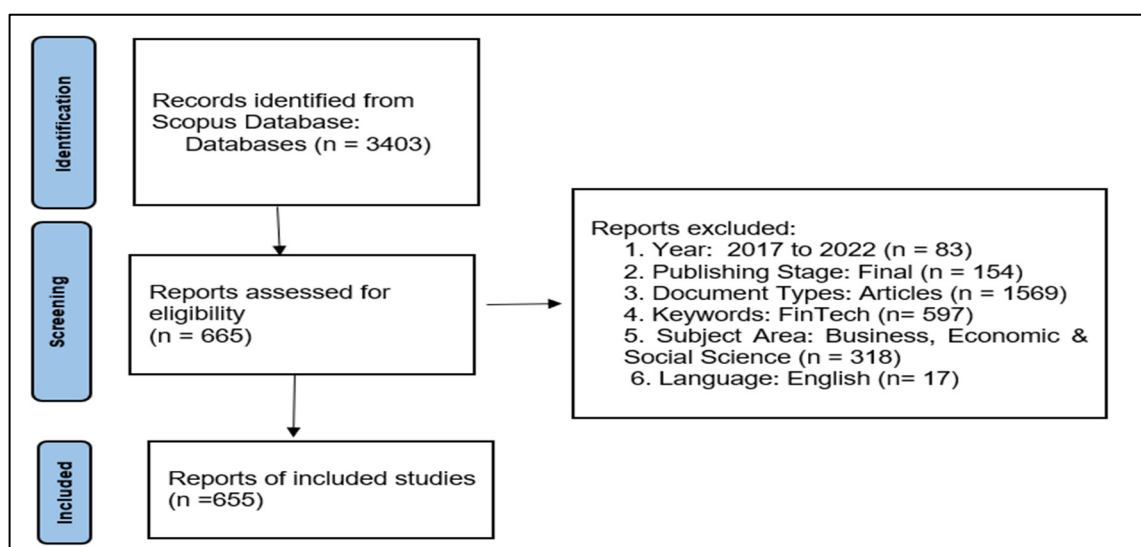 Identification
Records identified from
Scopus Database:
Databases (n = 3403)
Screening
Reports assessed for
eligibility
(n = 665)
Reports excluded:
1. Year: 2017 to 2022 (n = 83)
2. Publishing Stage: Final (n = 154)
3. Document Types: Articles (n = 1569)
4. Keywords: FinTech (n= 597)
5. Subject Area: Business, Economic &
Social Science (n = 318)
6. Language: English (n= 17)
Included
Reports of included studies
(n =655)